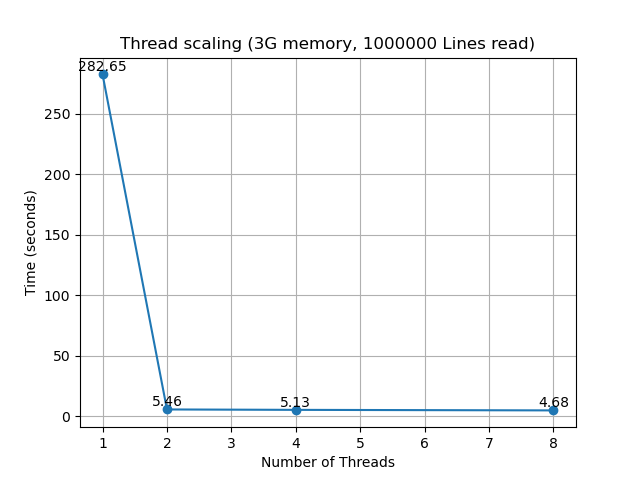 Thread scaling (3G memory, 1000000 Lines read)
282.65
250
200
150
100
50
0
5.46
5.13
4.68
Time (seconds)
1 2 3 4 5 6 7 8
Number of Threads